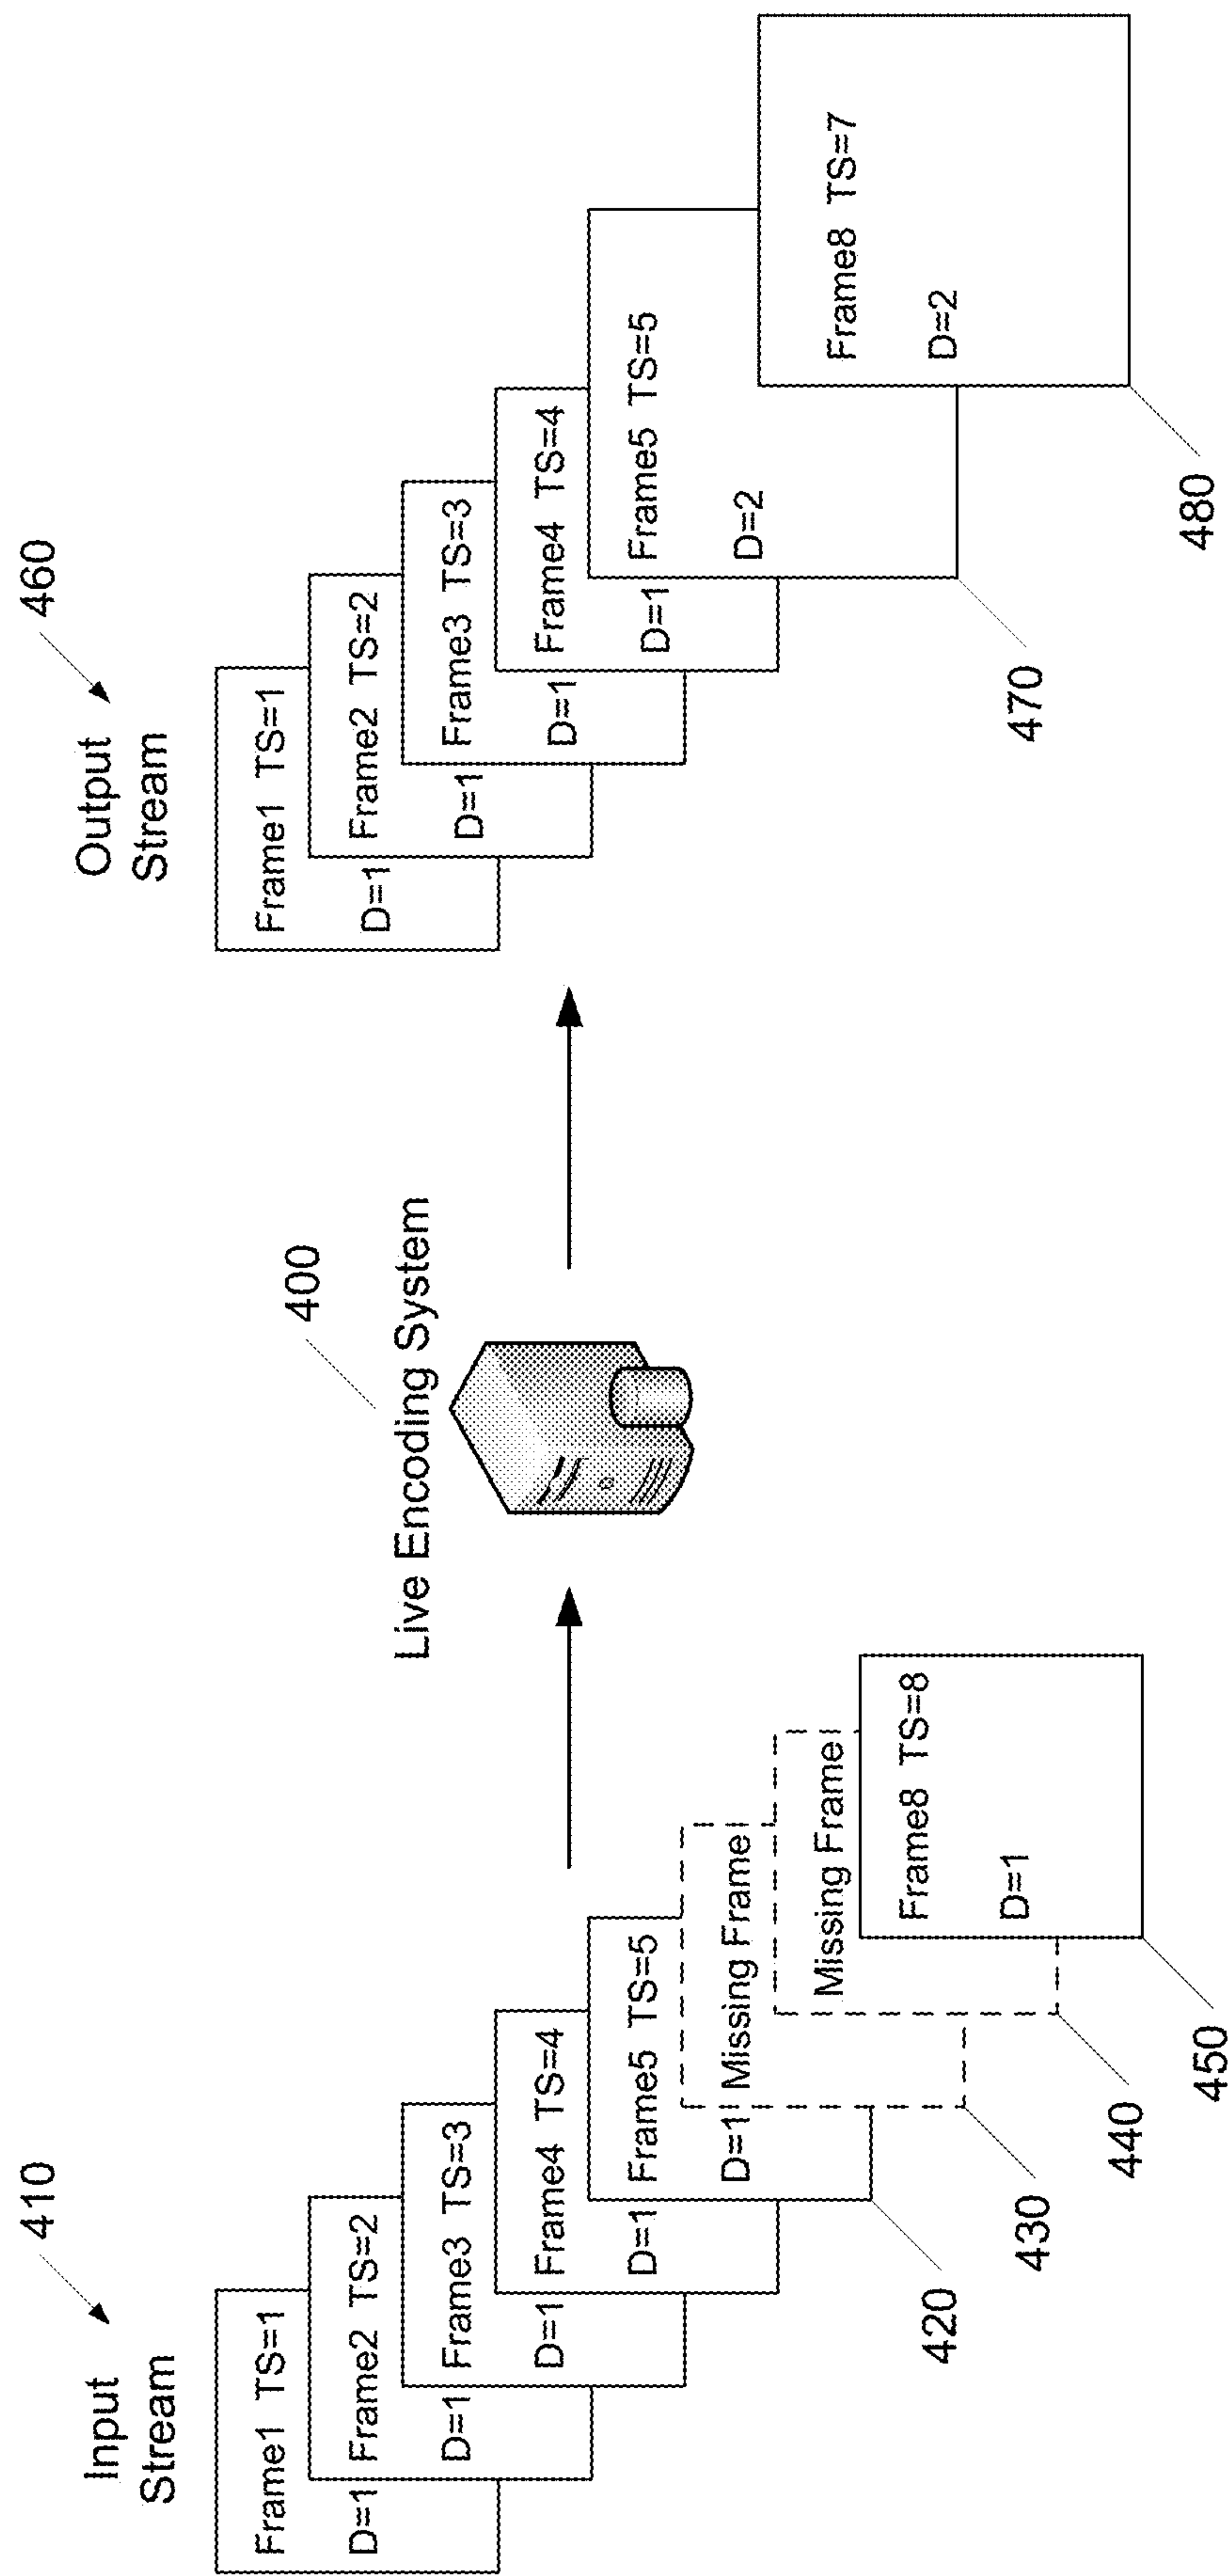 Input
Stream
410
Frame1 TS=1
D=1
Frame2 TS=2
D=1
Frame3 TS=3
D=1
Frame4 TS=4
D=1
Frame5 TS=5
D=1
Missing Frame
Missing Frame
Frame8 TS=8
D=1
420
430
440
450
400
Live Encoding System
Output
Stream
460
Frame1 TS=1
D=1
Frame2 TS=2
D=1
Frame3 TS=3
D=1
Frame4 TS=4
D=1
Frame5 TS=5
D=2
Frame8 TS=7
D=2
470
480